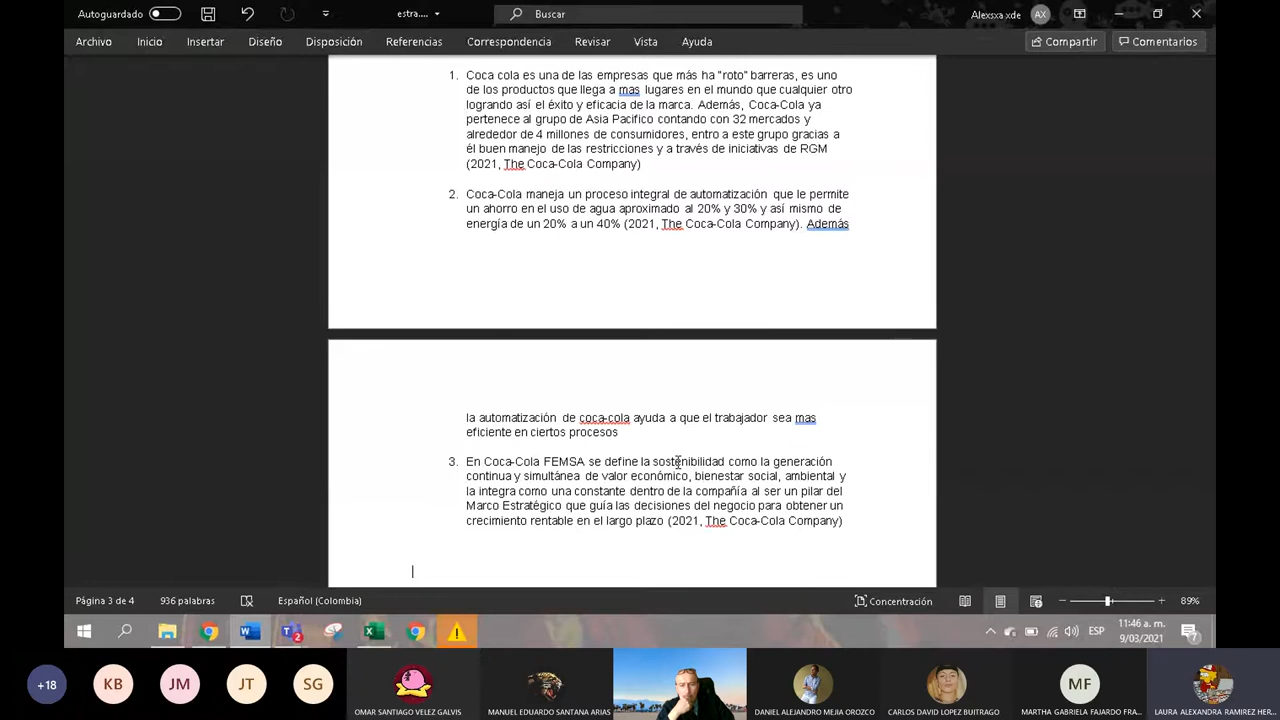 Autoguardado
estra....
Buscar
Alexsxa.xde
AX
Archivo
Inicio
Insertar
Diseño
Disposición
Referencias
Correspondencia
Revisar
Vista
Ayuda
Compartir
Comentarios
1. Coca cola es una de las empresas que más ha "roto" barreras, es uno
de los productos que llega a mas lugares en el mundo que cualquier otro
logrando así el éxito y eficacia de la marca. Además, Coca-Cola ya
pertenece al grupo de Asia Pacifico contando con 32 mercados y
alrededor de 4 millones de consumidores, entro a este grupo gracias a
él buen manejo de las restricciones y a través de iniciativas de RGM
(2021, The Coca-Cola Company)
2. Coca-Cola maneja un proceso integral de automatización que le permite
un ahorro en el uso de agua aproximado al 20% y 30% y así mismo de
energía de un 20% a un 40% (2021, The Coca-Cola Company). Además
la automatización de coca-cola ayuda a que el trabajador sea mas
eficiente en ciertos procesos
3. En Coca-Cola FEMSA se define la sostenibilidad como la generación
continua y simultánea de valor económico, bienestar social, ambiental y
la integra como una constante dentro de la compañía al ser un pilar del
Marco Estratégico que guía las decisiones del negocio para obtener un
crecimiento rentable en el largo plazo (2021, The Coca-Cola Company)
Página 3 de 4
936 palabras
Español (Colombia)
Concentración
89%
ESP
11:46 a. m.
9/03/2021
+18
KB
JM
JT
SG
OMAR SANTIAGO VELEZ GALVIS
MANUEL EDUARDO SANTANA ARIAS
DANIEL ALEJANDRO MEJIA OROZCO
CARLOS DAVID LOPEZ BUITRAGO
MF
MARTHA GABRIELA FAJARDO FRA...
LAURA ALEXANDRA RAMIREZ HER...